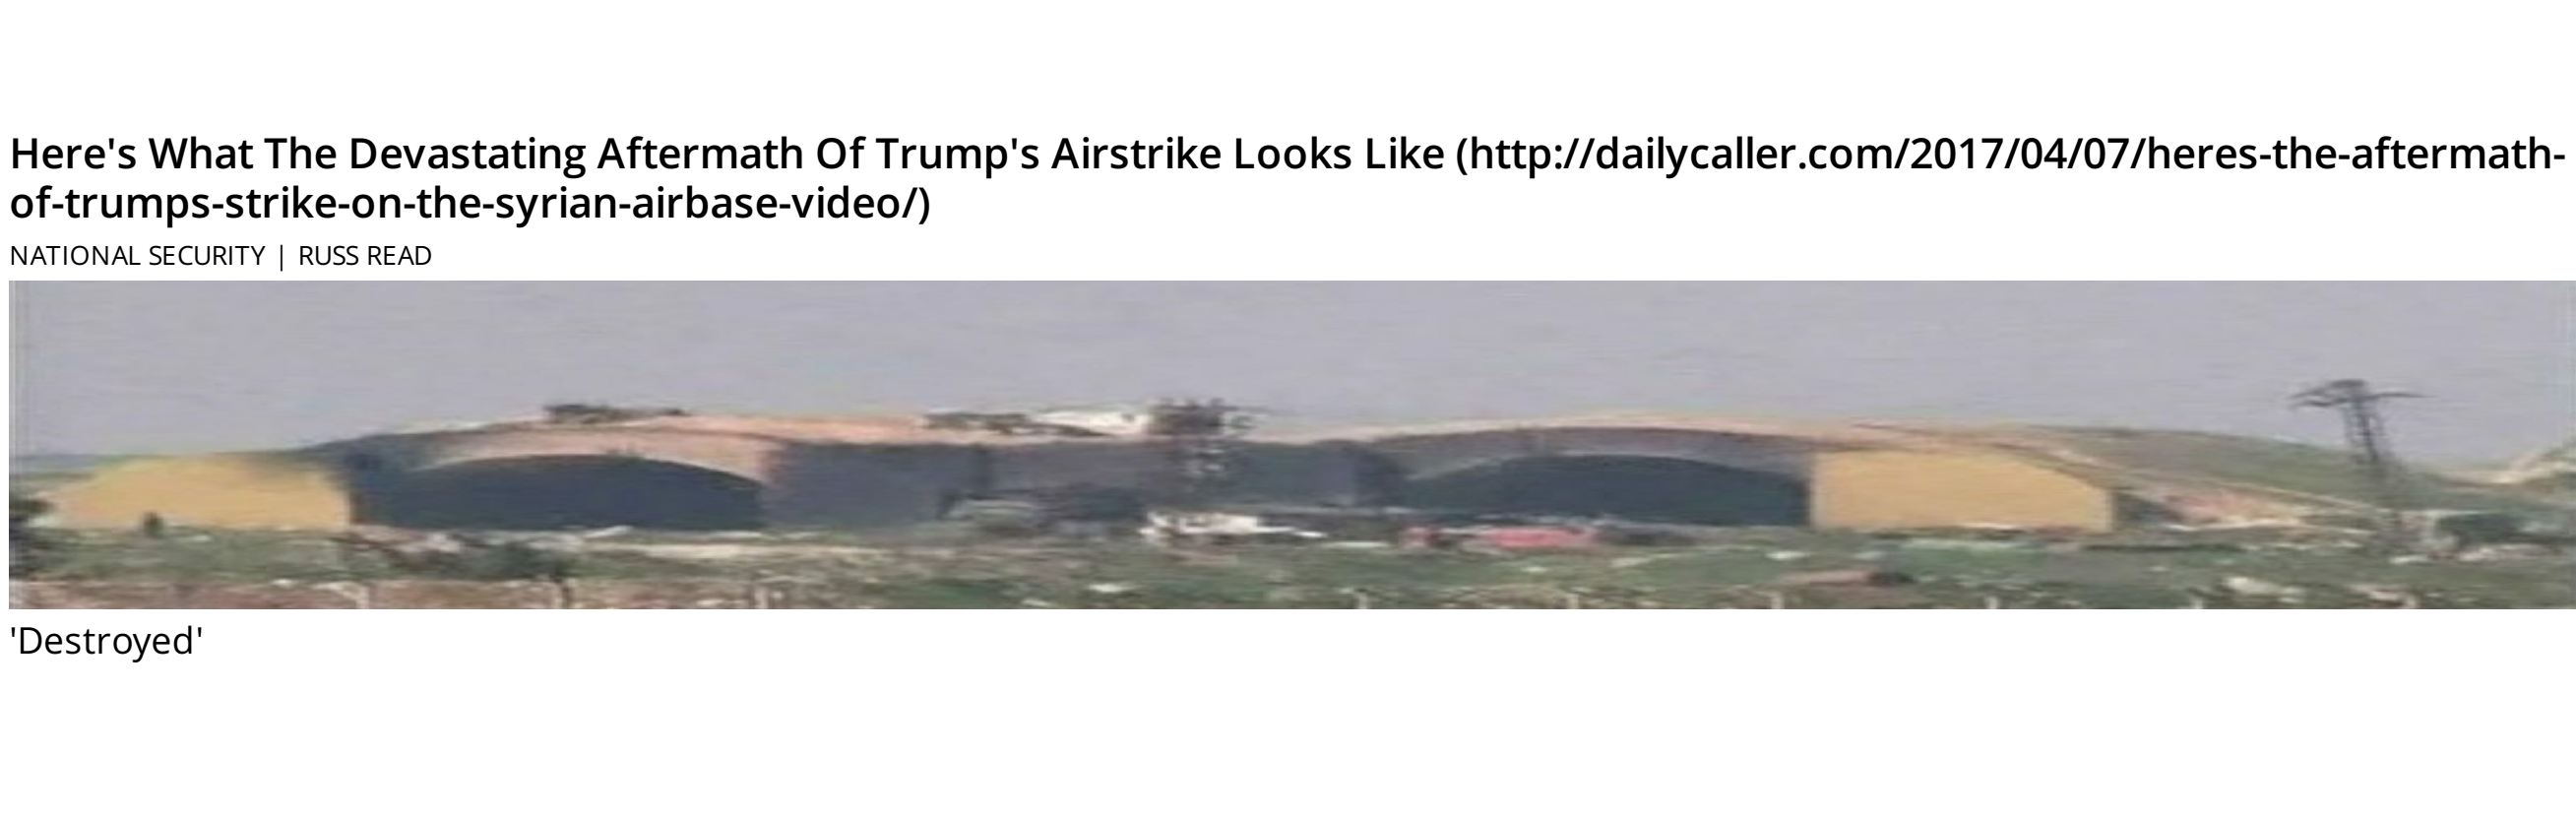 Here's What The Devastating Aftermath Of Trump's Airstrike Looks Like (http://dailycaller.com/2017/04/07/heres-the-aftermath-
of-trumps-strike-on-the-syrian-airbase-video/)
NATIONAL SECURITY | RUSS READ
'Destroyed'